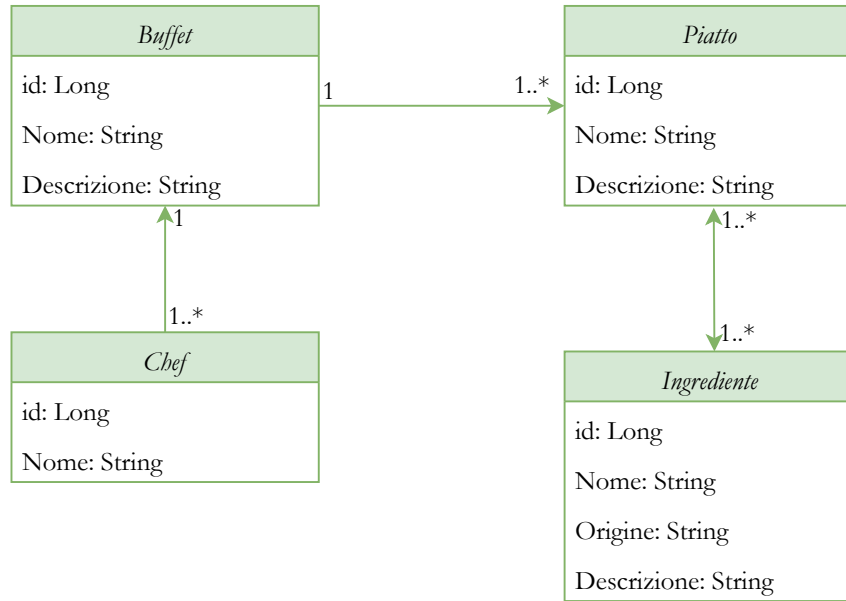 Buffet
id: Long
Nome: String
Descrizione: String
1
1..*
Piatto
id: Long
Nome: String
Descrizione: String
1
1..*
1..*
1..*
Chef
id: Long
Nome: String
Ingrediente
id: Long
Nome: String
Origine: String
Descrizione: String